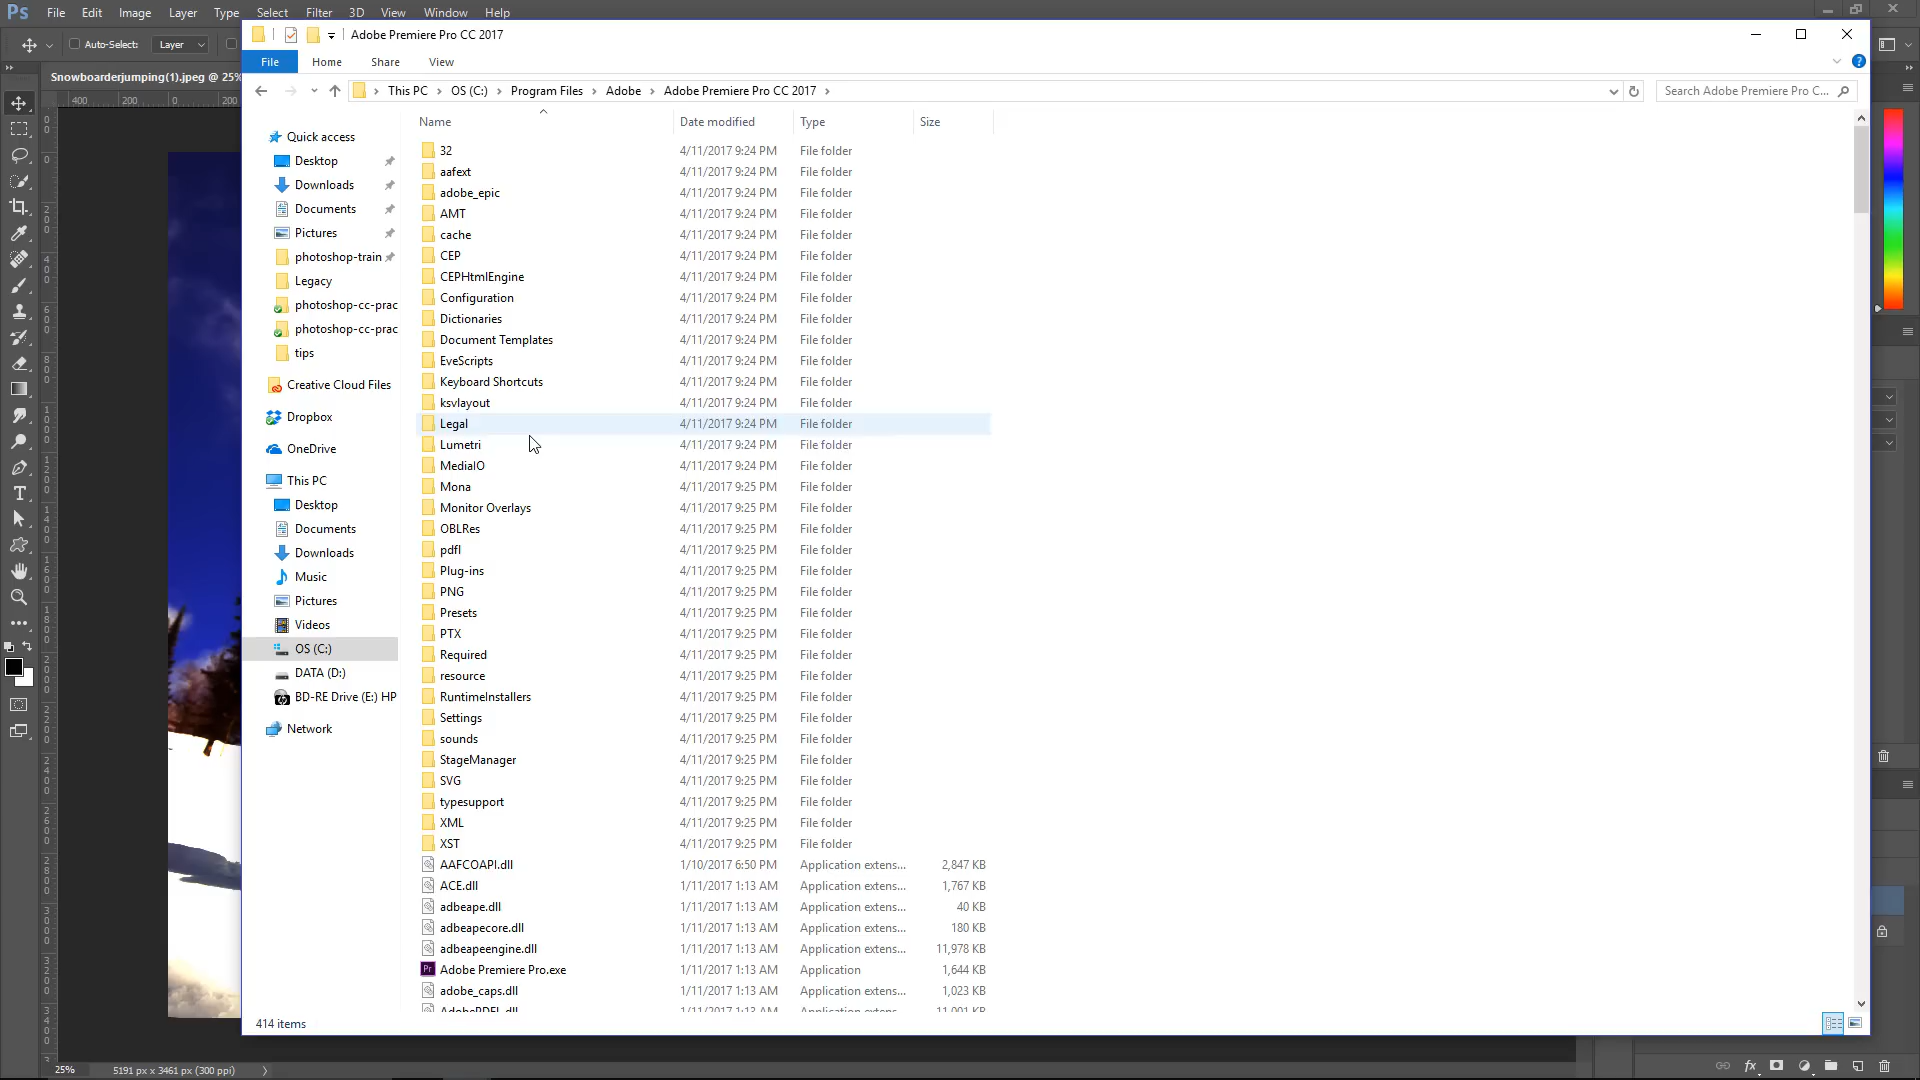 Ps File Edit Image Layer Type Select Filter 3D View Window Help
Auto-Select: Layer
Snowboarderjumping(1).jpeg @ 25%
400 200 0 200
Adobe Premiere Pro CC 2017
File Home Share View
This PC OS (C:) Program Files Adobe Adobe Premiere Pro CC 2017
Search Adobe Premiere Pro C...
Quick access
Desktop
Downloads
Documents
Pictures
photoshop-train
Legacy
photoshop-cc-prac
photoshop-cc-prac
tips
Creative Cloud Files
Dropbox
OneDrive
This PC
Desktop
Documents
Downloads
Music
Pictures
Videos
OS (C:)
DATA (D:)
BD-RE Drive (E:) HP
Network
Name Date modified Type Size
32 4/11/2017 9:24 PM File folder
aafext 4/11/2017 9:24 PM File folder
adobe_epic 4/11/2017 9:24 PM File folder
AMT 4/11/2017 9:24 PM File folder
cache 4/11/2017 9:24 PM File folder
CEP 4/11/2017 9:24 PM File folder
CEPHtmlEngine 4/11/2017 9:24 PM File folder
Configuration 4/11/2017 9:24 PM File folder
Dictionaries 4/11/2017 9:24 PM File folder
Document Templates 4/11/2017 9:24 PM File folder
EveScripts 4/11/2017 9:24 PM File folder
Keyboard Shortcuts 4/11/2017 9:24 PM File folder
ksvlayout 4/11/2017 9:24 PM File folder
Legal 4/11/2017 9:24 PM File folder
Lumetri 4/11/2017 9:24 PM File folder
MediaIO 4/11/2017 9:24 PM File folder
Mona 4/11/2017 9:25 PM File folder
Monitor Overlays 4/11/2017 9:25 PM File folder
OBLRes 4/11/2017 9:25 PM File folder
pdfl 4/11/2017 9:25 PM File folder
Plug-ins 4/11/2017 9:25 PM File folder
PNG 4/11/2017 9:25 PM File folder
Presets 4/11/2017 9:25 PM File folder
PTX 4/11/2017 9:25 PM File folder
Required 4/11/2017 9:25 PM File folder
resource 4/11/2017 9:25 PM File folder
RuntimeInstallers 4/11/2017 9:25 PM File folder
Settings 4/11/2017 9:25 PM File folder
sounds 4/11/2017 9:25 PM File folder
StageManager 4/11/2017 9:25 PM File folder
SVG 4/11/2017 9:25 PM File folder
typesupport 4/11/2017 9:25 PM File folder
XML 4/11/2017 9:25 PM File folder
XST 4/11/2017 9:25 PM File folder
AAFCOAPI.dll 1/10/2017 6:50 PM Application extens... 2,847 KB
ACE.dll 1/11/2017 1:13 AM Application extens... 1,767 KB
adbeape.dll 1/11/2017 1:13 AM Application extens... 40 KB
adbeapecore.dll 1/11/2017 1:13 AM Application extens... 180 KB
adbeapeengine.dll 1/11/2017 1:13 AM Application extens... 11,978 KB
Pr Adobe Premiere Pro.exe 1/11/2017 1:13 AM Application 1,644 KB
adobe_caps.dll 1/11/2017 1:13 AM Application extens... 1,023 KB
AdobePDFL.dll 1/11/2017 1:13 AM Application extens... 11,001 KB
414 items
25% 5191 px x 3461 px (300 ppi)
fx